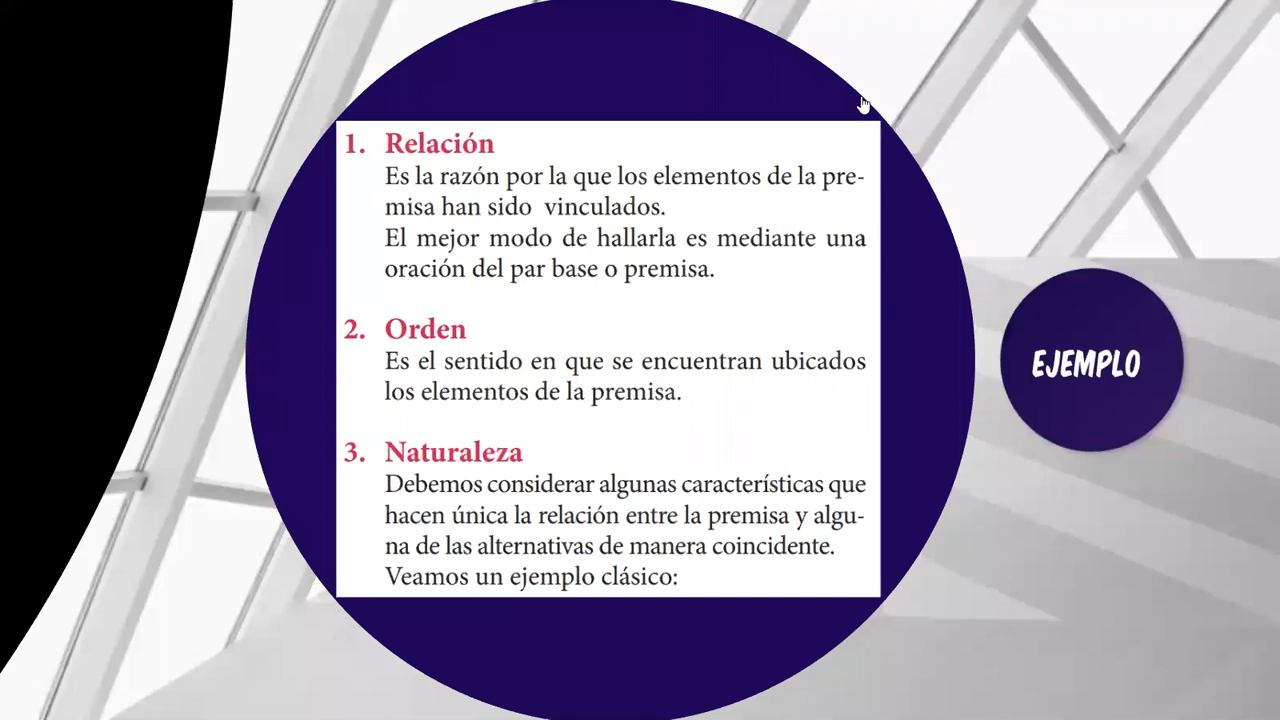 1. Relación
Es la razón por la que los elementos de la pre-
misa han sido vinculados.
El mejor modo de hallarla es mediante una
oración del par base o premisa.
2. Orden
Es el sentido en que se encuentran ubicados
los elementos de la premisa.
3. Naturaleza
Debemos considerar algunas características que
hacen única la relación entre la premisa y algu-
na de las alternativas de manera coincidente.
Veamos un ejemplo clásico:
EJEMPLO